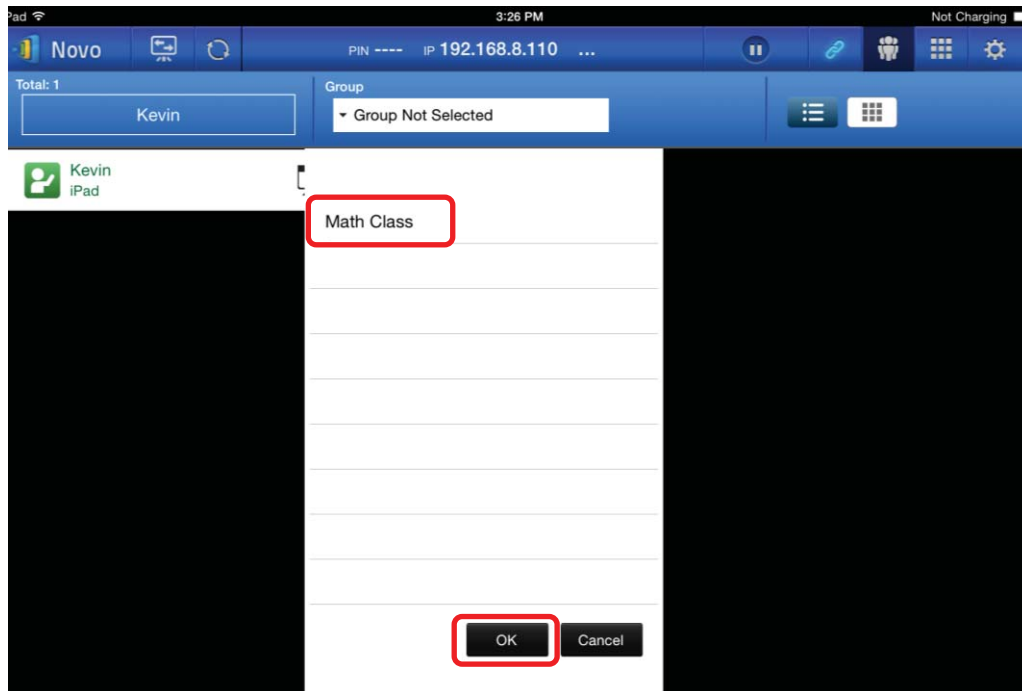 Pad 3:26 PM Not Charging
Novo PIN ---- IP 192.168.8.110 ...
Total: 1 Group
Kevin Group Not Selected
Kevin
iPad
Math Class
OK Cancel